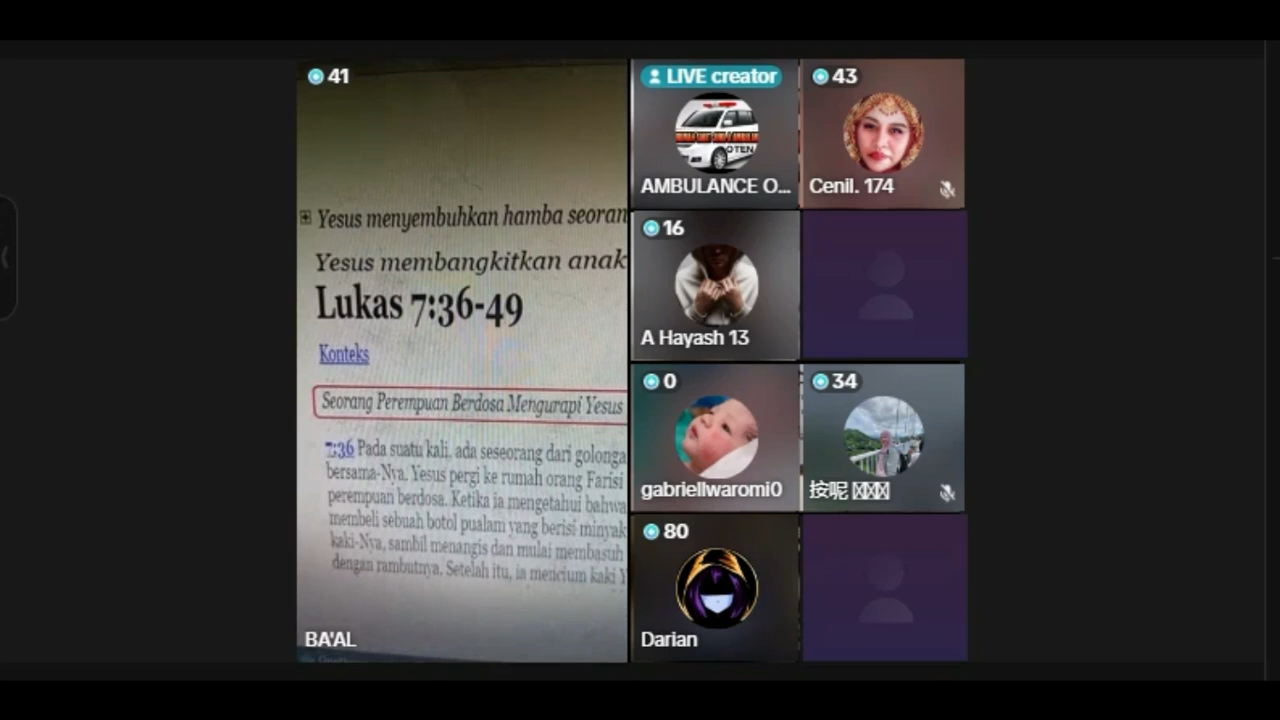 41
Yesus menyembuhkan hamba seoran
Yesus membangkitkan anak
Lukas 7:36-49
Konteks
Seorang Perempuan Berdosa Mengurapi Yesus
7:36 Pada suatu kali, ada seseorang dari golonga
bersama-Nya. Yesus pergi ke rumah orang Farisi
perempuan berdosa. Ketika ia mengetahui bahwa
membeli sebuah botol pualam yang berisi minyak
kaki-Nya, sambil menangis dan mulai membasuh
dengan rambutnya. Setelah itu, ia mencium kaki Y
BA'AL
LIVE creator
OTEN
AMBULANCE O...
43
Cenil. 174
16
A Hayash 13
0
gabriellwaromi0
34
按呢
80
Darian